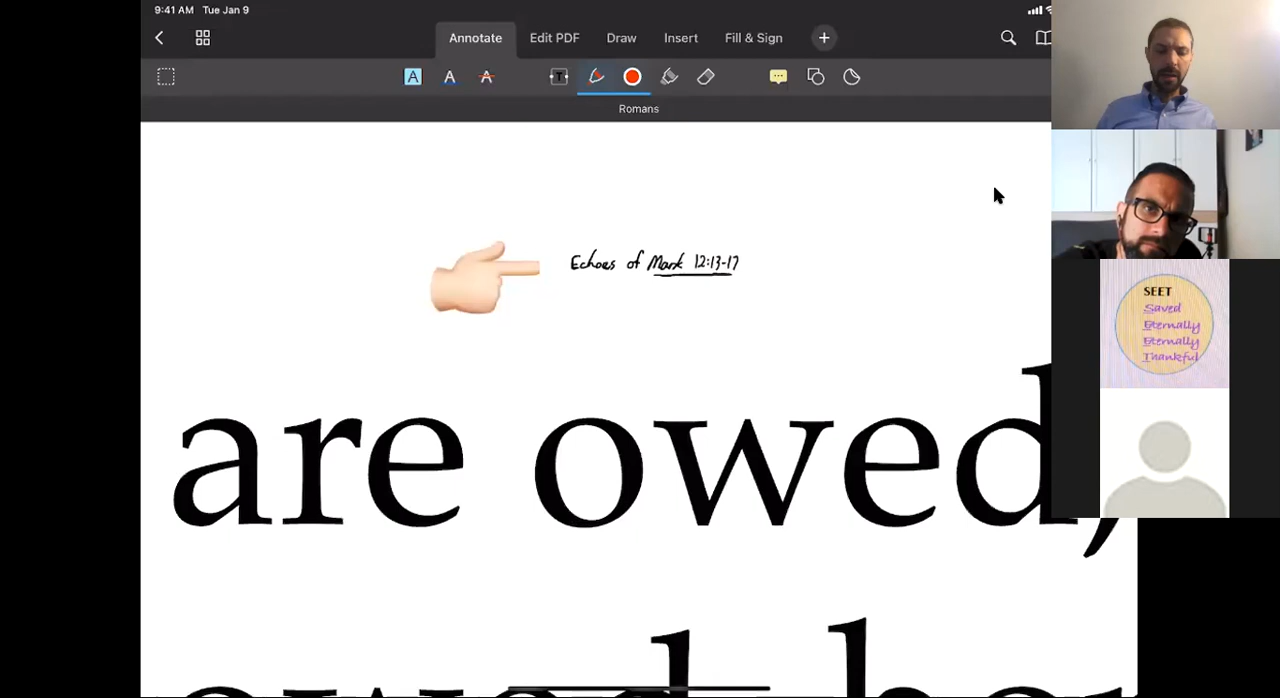 9:41 AM Tue Jan 9
Annotate Edit PDF Draw Insert Fill & Sign
A A A T
Romans
Echoes of Mark 12:13-17
are owed,
SEET
Saved
Eternally
Eternally
Thankful